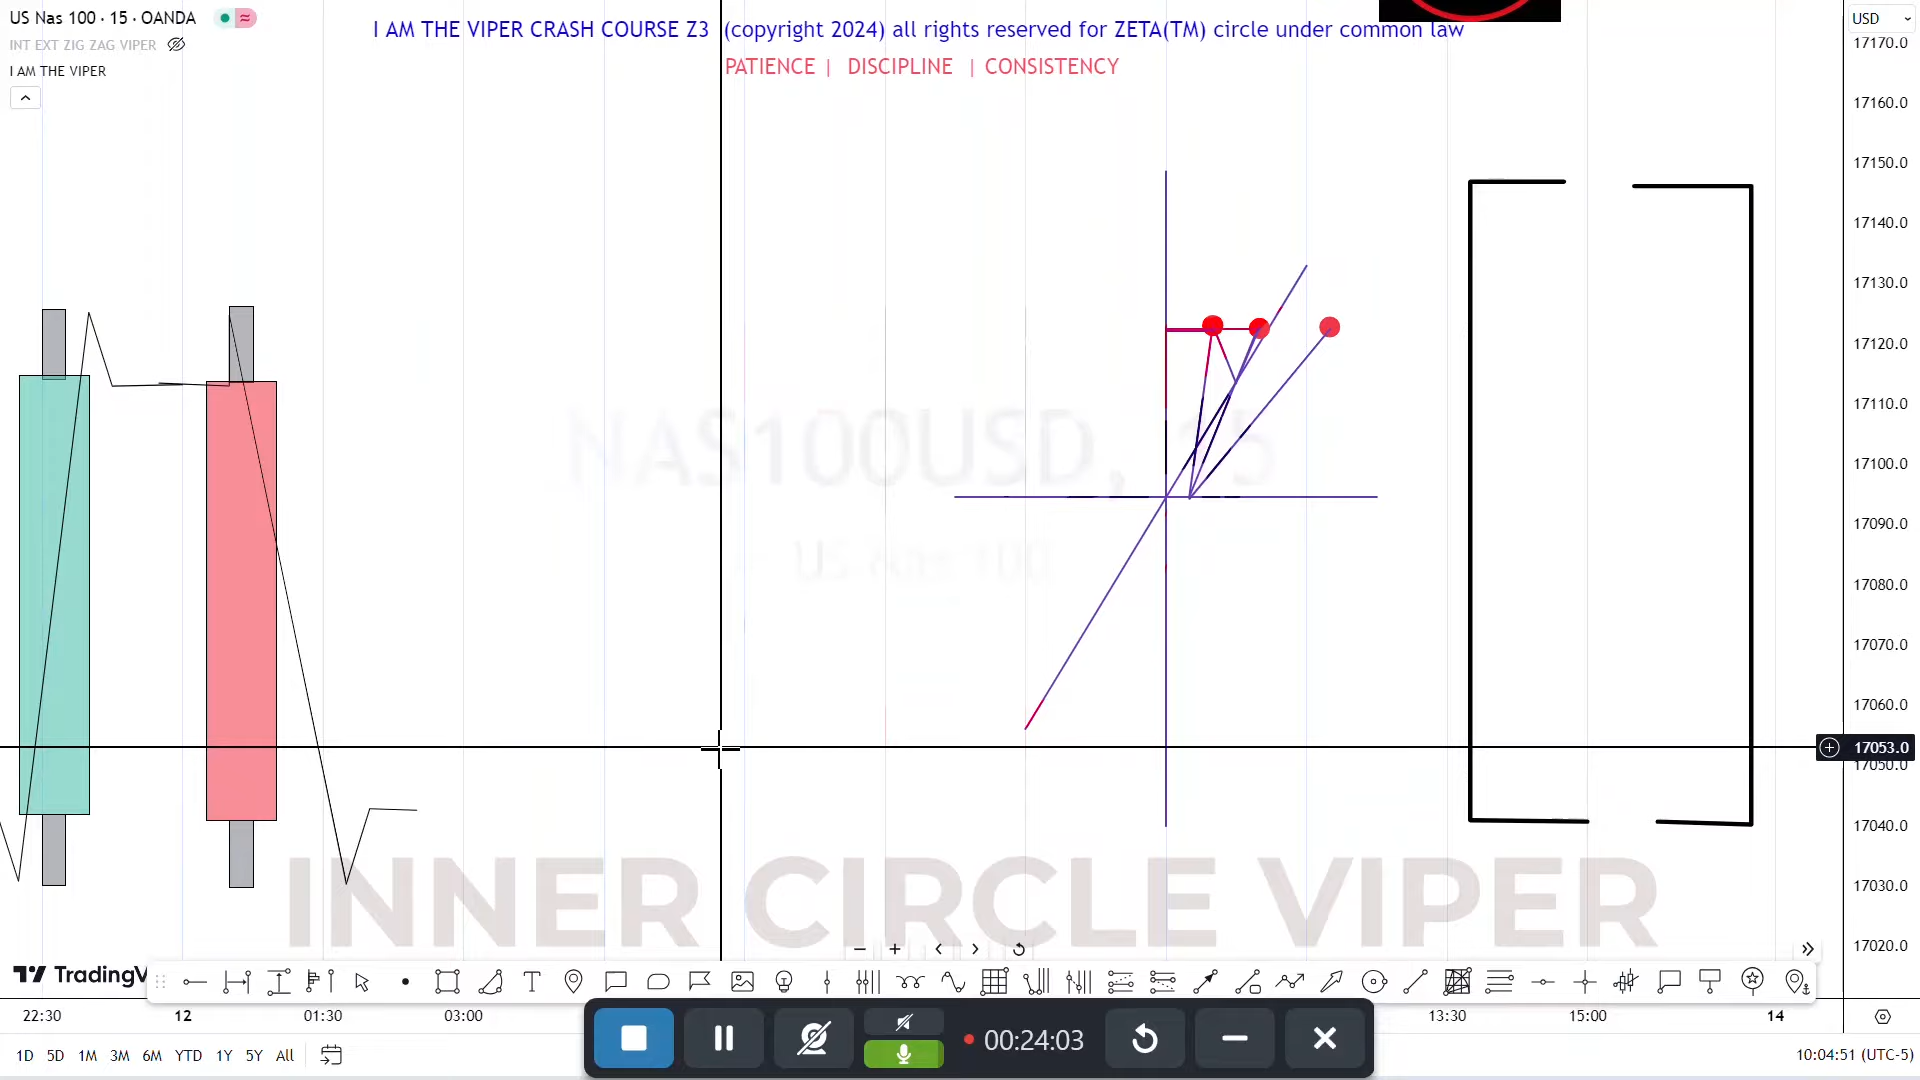 US Nas 100 · 15 · OANDA
INT EXT ZIG ZAG VIPER
I AM THE VIPER
I AM THE VIPER CRASH COURSE Z3 (copyright 2024) all rights reserved for ZETA(TM) circle under common law
PATIENCE | DISCIPLINE | CONSISTENCY
USD
17170.0
17160.0
17150.0
17140.0
17130.0
17120.0
17110.0
17100.0
17090.0
17080.0
17070.0
17060.0
17053.0
17050.0
17040.0
17030.0
17020.0
NAS100USD, 15
US Nas 100
INNER CIRCLE VIPER
TradingV
22:30 12 01:30 03:00 13:30 15:00 14
00:24:03
1D 5D 1M 3M 6M YTD 1Y 5Y All
10:04:51 (UTC-5)